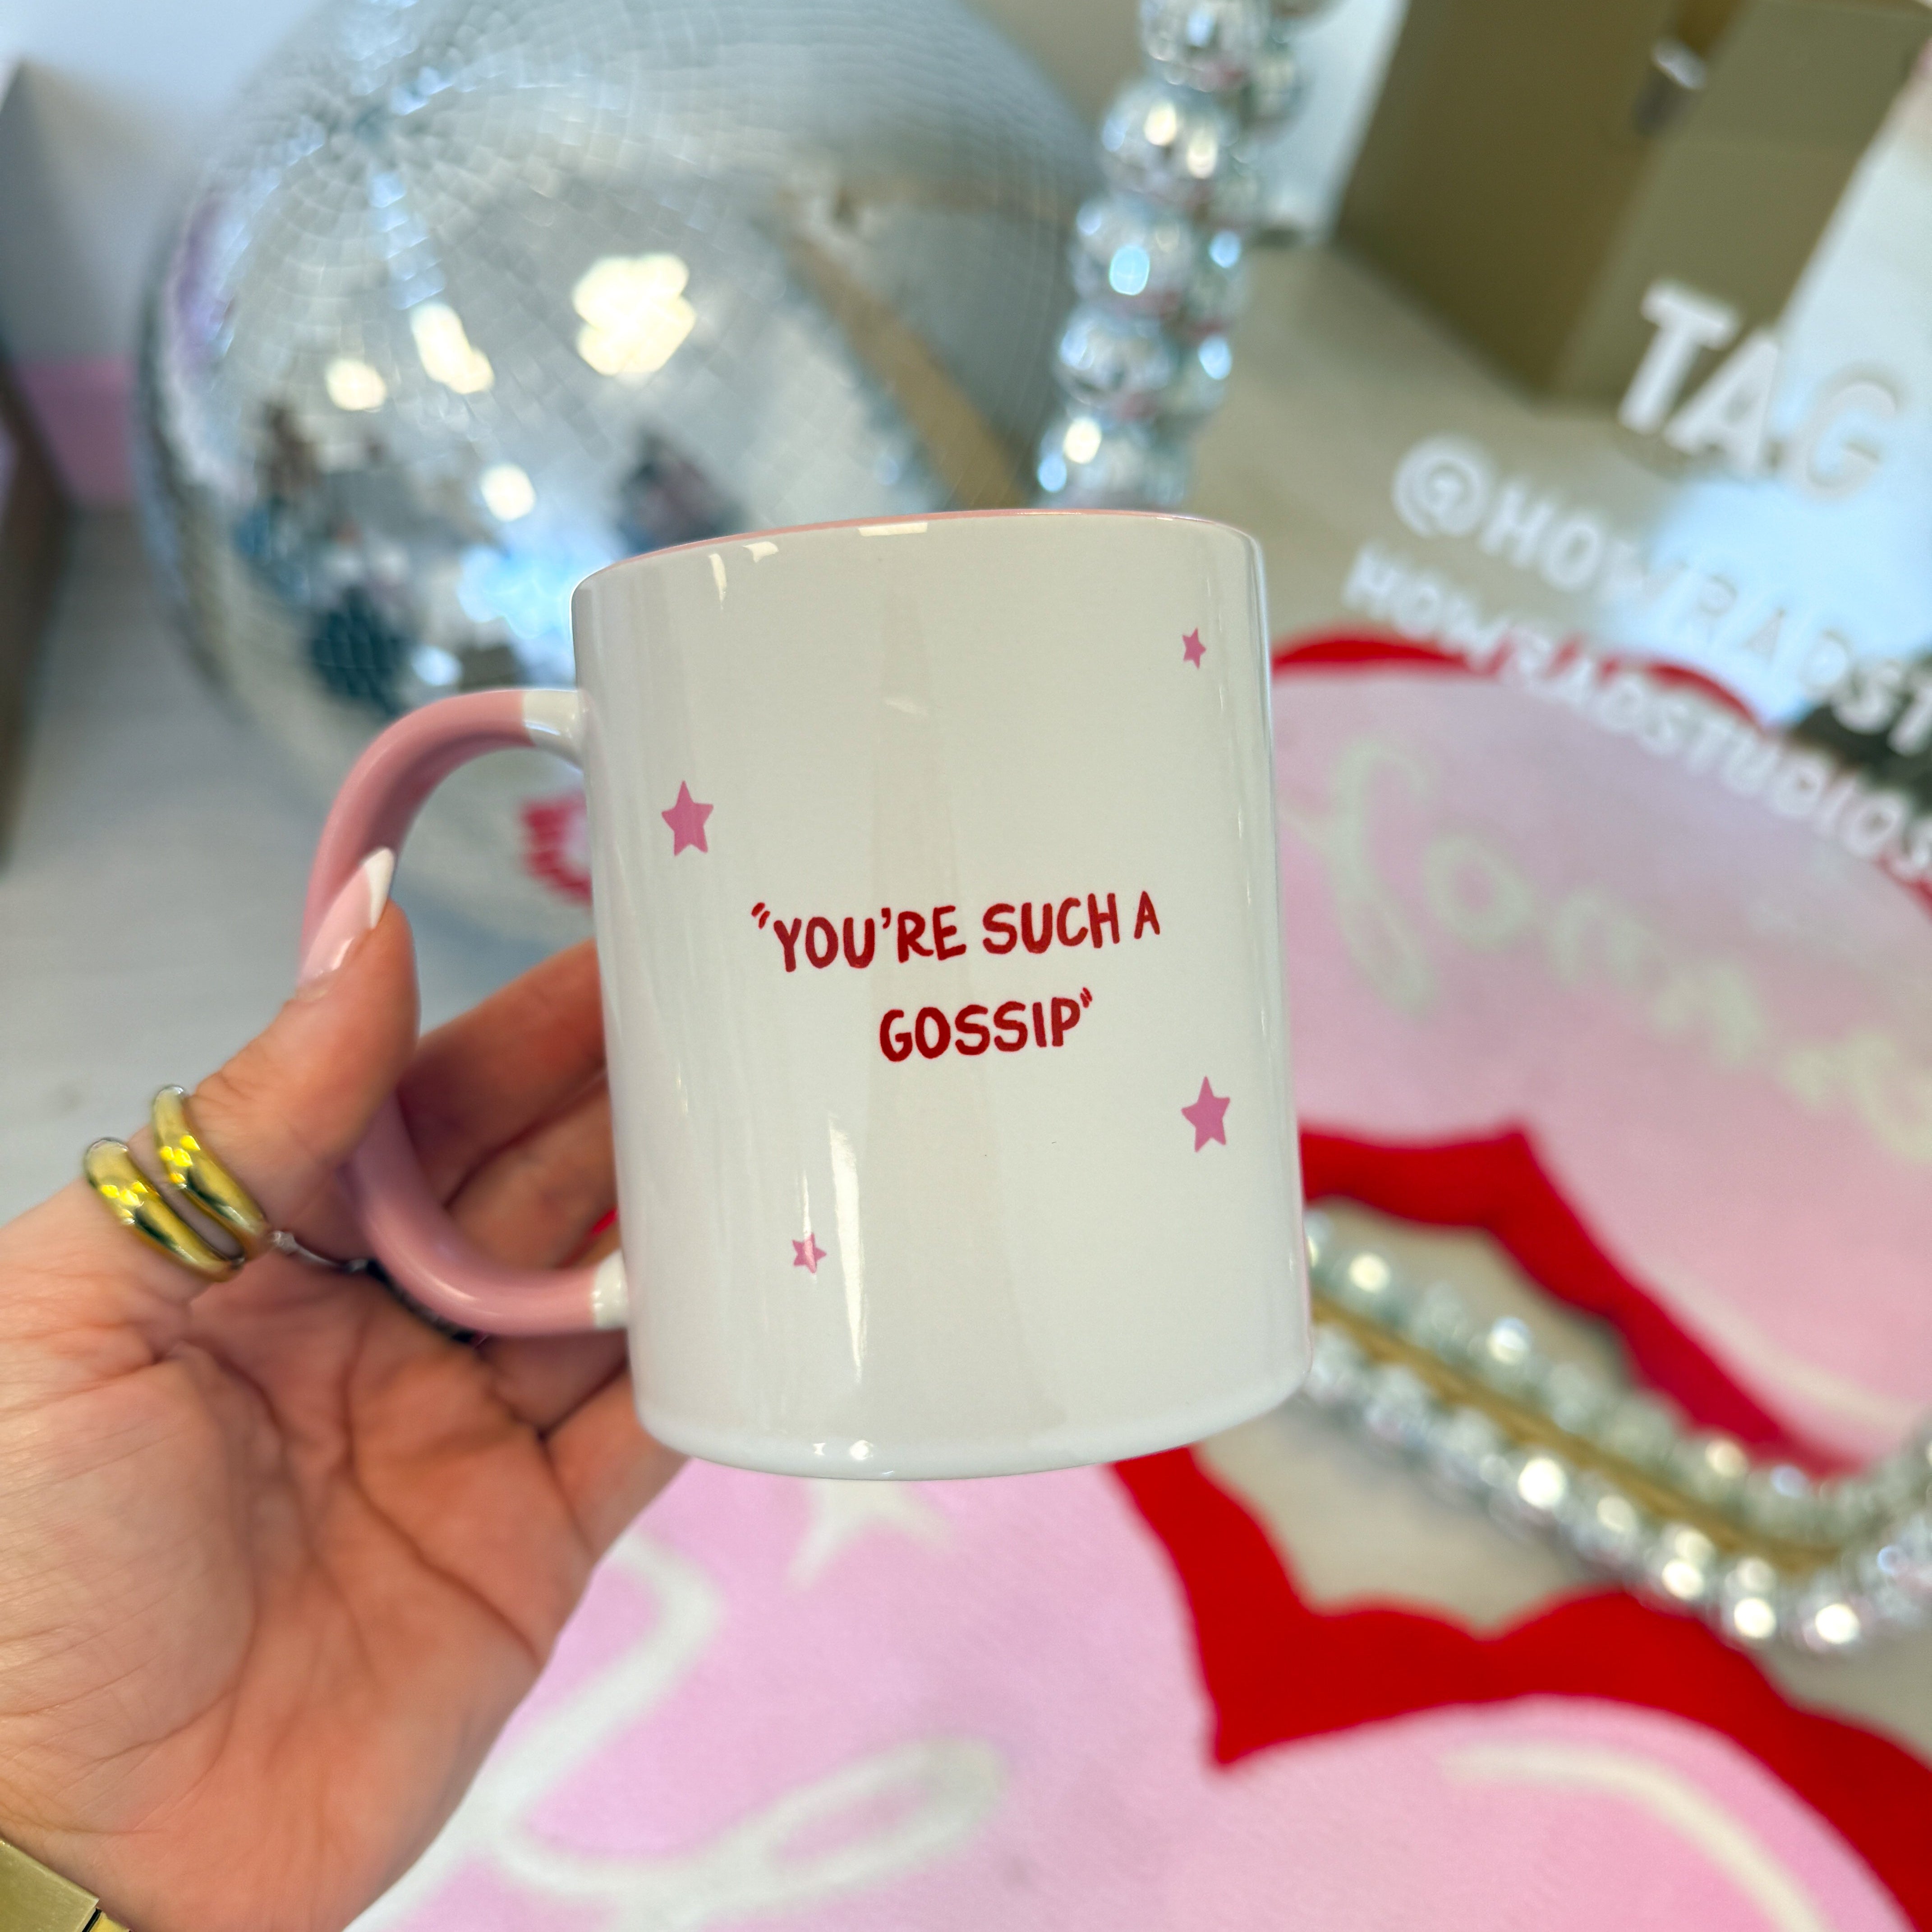 TAG
@HOWRADST
HOWRADSTUDIOS
"YOU'RE SUCH A
GOSSIP"